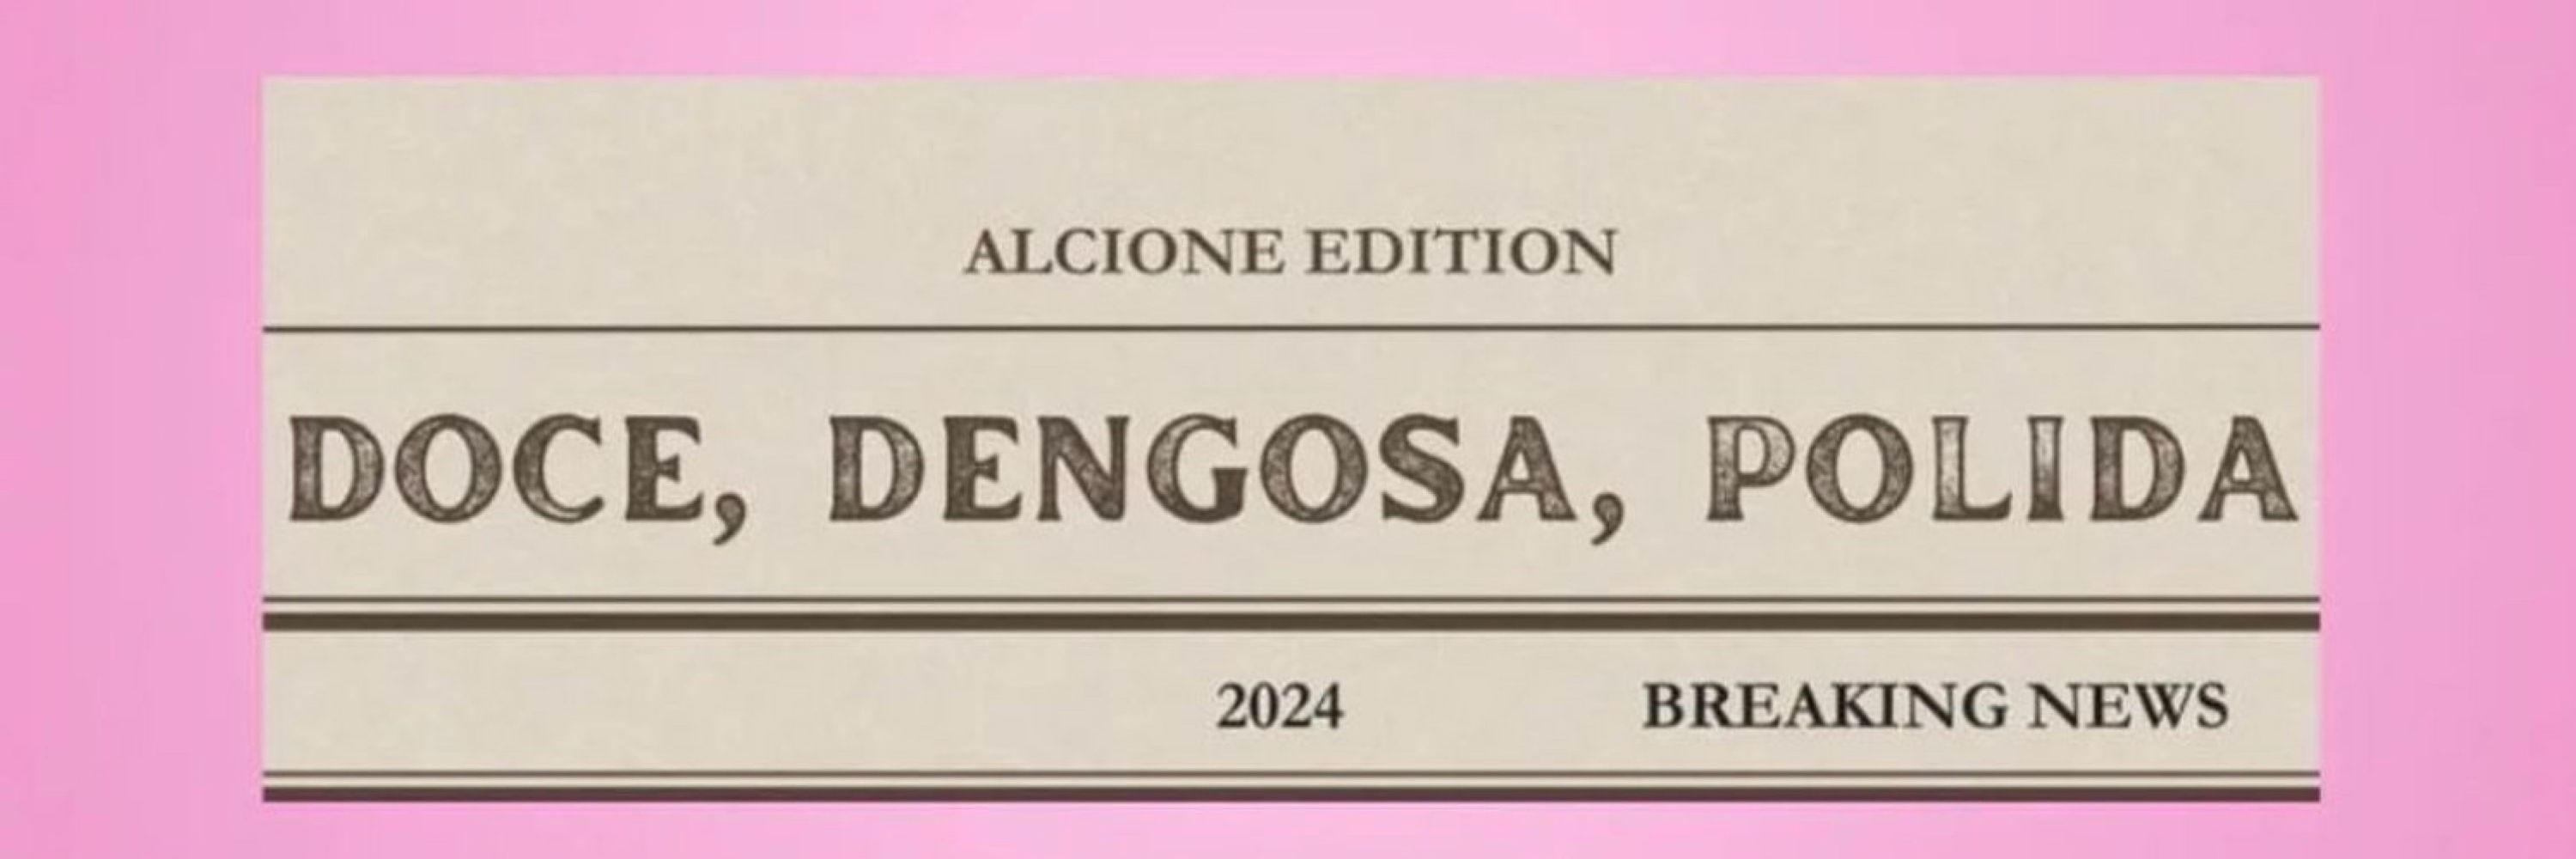 ALCIONE EDITION
DOCE, DENGOSA, POLIDA
2024 BREAKING NEWS